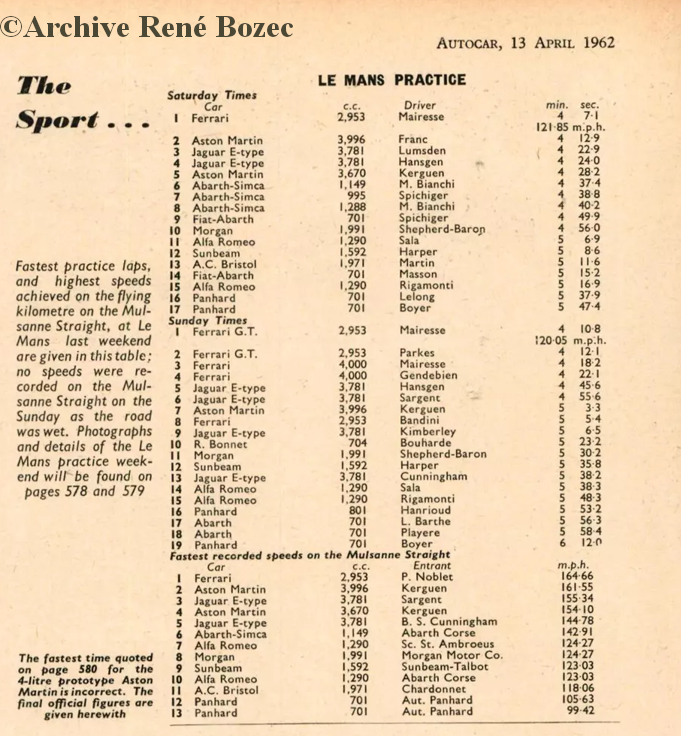 ©Archive René Bozec
AUTOCAR, 13 APRIL 1962
The
Sport . . .
Fastest practice laps,
and highest speeds
achieved on the flying
kilometre on the Mul-
sanne Straight, at Le
Mans last weekend
are given in this table;
no speeds were re-
corded on the Mul-
sanne Straight on the
Sunday as the road
was wet. Photographs
and details of the Le
Mans practice week-
end will be found on
pages 578 and 579
The fastest time quoted
on page 580 for the
4-litre prototype Aston
Martin is incorrect. The
final official figures are
given herewith
LE MANS PRACTICE
Saturday Times
Car c.c. Driver min. sec.
1 Ferrari 2,953 Mairesse 4 7·1
121·85 m.p.h.
2 Aston Martin 3,996 Franc 4 12·9
3 Jaguar E-type 3,781 Lumsden 4 22·9
4 Jaguar E-type 3,781 Hansgen 4 24·0
5 Aston Martin 3,670 Kerguen 4 28·2
6 Abarth-Simca 1,149 M. Bianchi 4 37·4
7 Abarth-Simca 995 Spichiger 4 38·8
8 Abarth-Simca 1,288 M. Bianchi 4 40·2
9 Fiat-Abarth 701 Spichiger 4 49·9
10 Morgan 1,991 Shepherd-Baron 4 56·0
11 Alfa Romeo 1,290 Sala 5 6·9
12 Sunbeam 1,592 Harper 5 8·6
13 A.C. Bristol 1,971 Martin 5 11·6
14 Fiat-Abarth 701 Masson 5 15·2
15 Alfa Romeo 1,290 Rigamonti 5 16·9
16 Panhard 701 Lelong 5 37·9
17 Panhard 701 Boyer 5 47·4
Sunday Times
1 Ferrari G.T. 2,953 Mairesse 4 10·8
120·05 m.p.h.
2 Ferrari G.T. 2,953 Parkes 4 12·1
3 Ferrari 4,000 Mairesse 4 18·2
4 Ferrari 4,000 Gendebien 4 22·1
5 Jaguar E-type 3,781 Hansgen 4 45·6
6 Jaguar E-type 3,781 Sargent 4 55·6
7 Aston Martin 3,996 Kerguen 5 3·3
8 Ferrari 2,953 Bandini 5 5·4
9 Jaguar E-type 3,781 Kimberley 5 6·5
10 R. Bonnet 704 Bouharde 5 23·2
11 Morgan 1,991 Shepherd-Baron 5 30·2
12 Sunbeam 1,592 Harper 5 35·8
13 Jaguar E-type 3,781 Cunningham 5 38·2
14 Alfa Romeo 1,290 Sala 5 38·3
15 Alfa Romeo 1,290 Rigamonti 5 48·3
16 Panhard 801 Hanrioud 5 53·2
17 Abarth 701 L. Barthe 5 56·3
18 Abarth 701 Playere 5 58·4
19 Panhard 701 Boyer 6 12·0
Fastest recorded speeds on the Mulsanne Straight
Car c.c. Entrant m.p.h.
1 Ferrari 2,953 P. Noblet 164·66
2 Aston Martin 3,996 Kerguen 161·55
3 Jaguar E-type 3,781 Sargent 155·34
4 Aston Martin 3,670 Kerguen 154·10
5 Jaguar E-type 3,781 B. S. Cunningham 144·78
6 Abarth-Simca 1,149 Abarth Corse 142·91
7 Alfa Romeo 1,290 Sc. St. Ambroeus 124·27
8 Morgan 1,991 Morgan Motor Co. 124·27
9 Sunbeam 1,592 Sunbeam-Talbot 123·03
10 Alfa Romeo 1,290 Abarth Corse 123·03
11 A.C. Bristol 1,971 Chardonnet 118·06
12 Panhard 701 Aut. Panhard 105·63
13 Panhard 701 Aut. Panhard 99·42